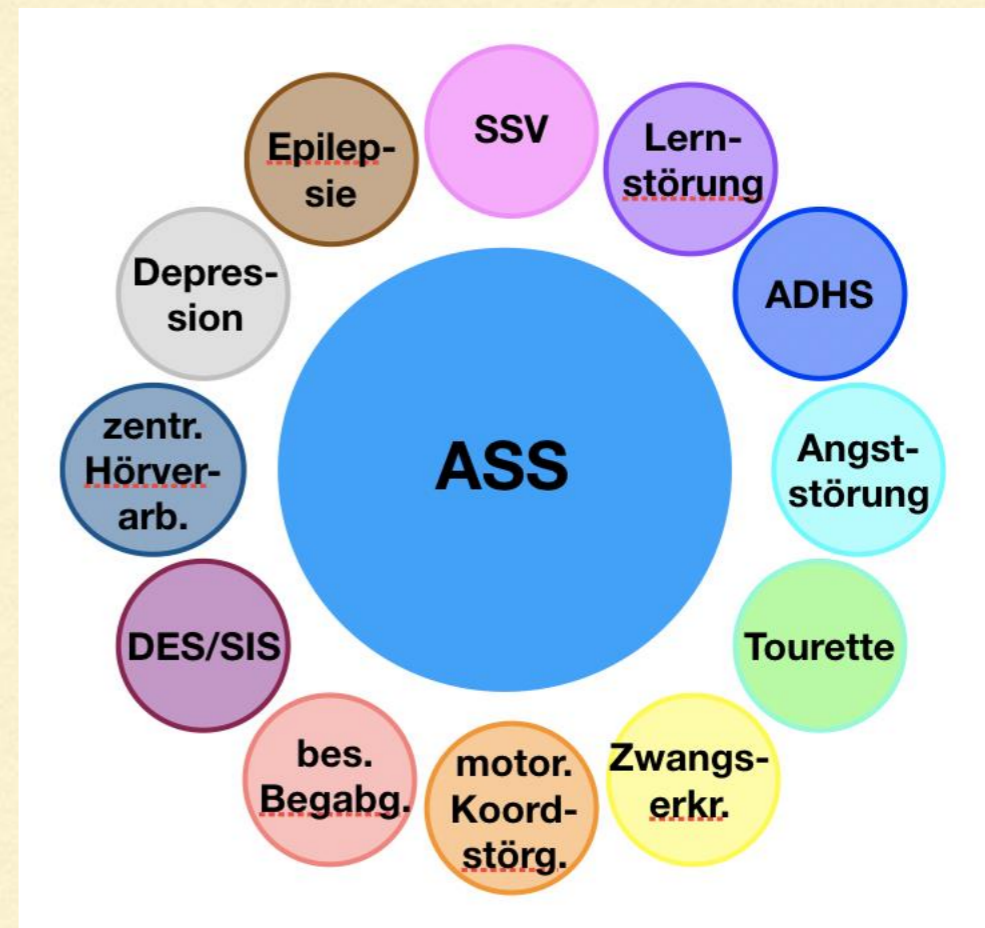 SSV
Lern-
störung
ADHS
Angst-
störung
Tourette
Zwangs-
erkr.
motor.
Koord-
störg.
bes.
Begabg.
DES/SIS
zentr.
Hörver-
arb.
Depres-
sion
Epilep-
sie
ASS